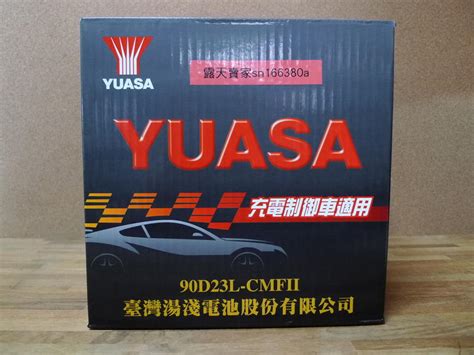 YUASA
露天賣家sn166380a
YUASA
充電制御車適用
90D23L-CMFII
臺灣湯淺電池股份有限公司